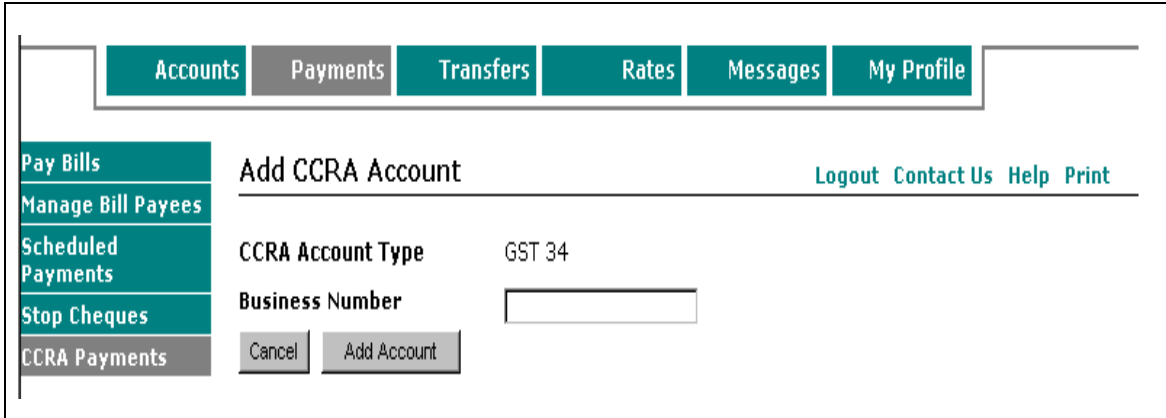 Accounts Payments Transfers Rates Messages My Profile
Pay Bills
Manage Bill Payees
Scheduled
Payments
Stop Cheques
CCRA Payments
Add CCRA Account
Logout Contact Us Help Print
CCRA Account Type GST 34
Business Number
Cancel Add Account